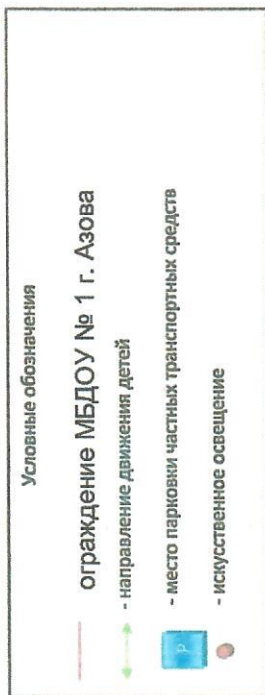 Условные обозначения
ограждение МБДОУ № 1 г. Азова
- направление движения детей
P - место парковки частных транспортных средств
- искусственное освещение